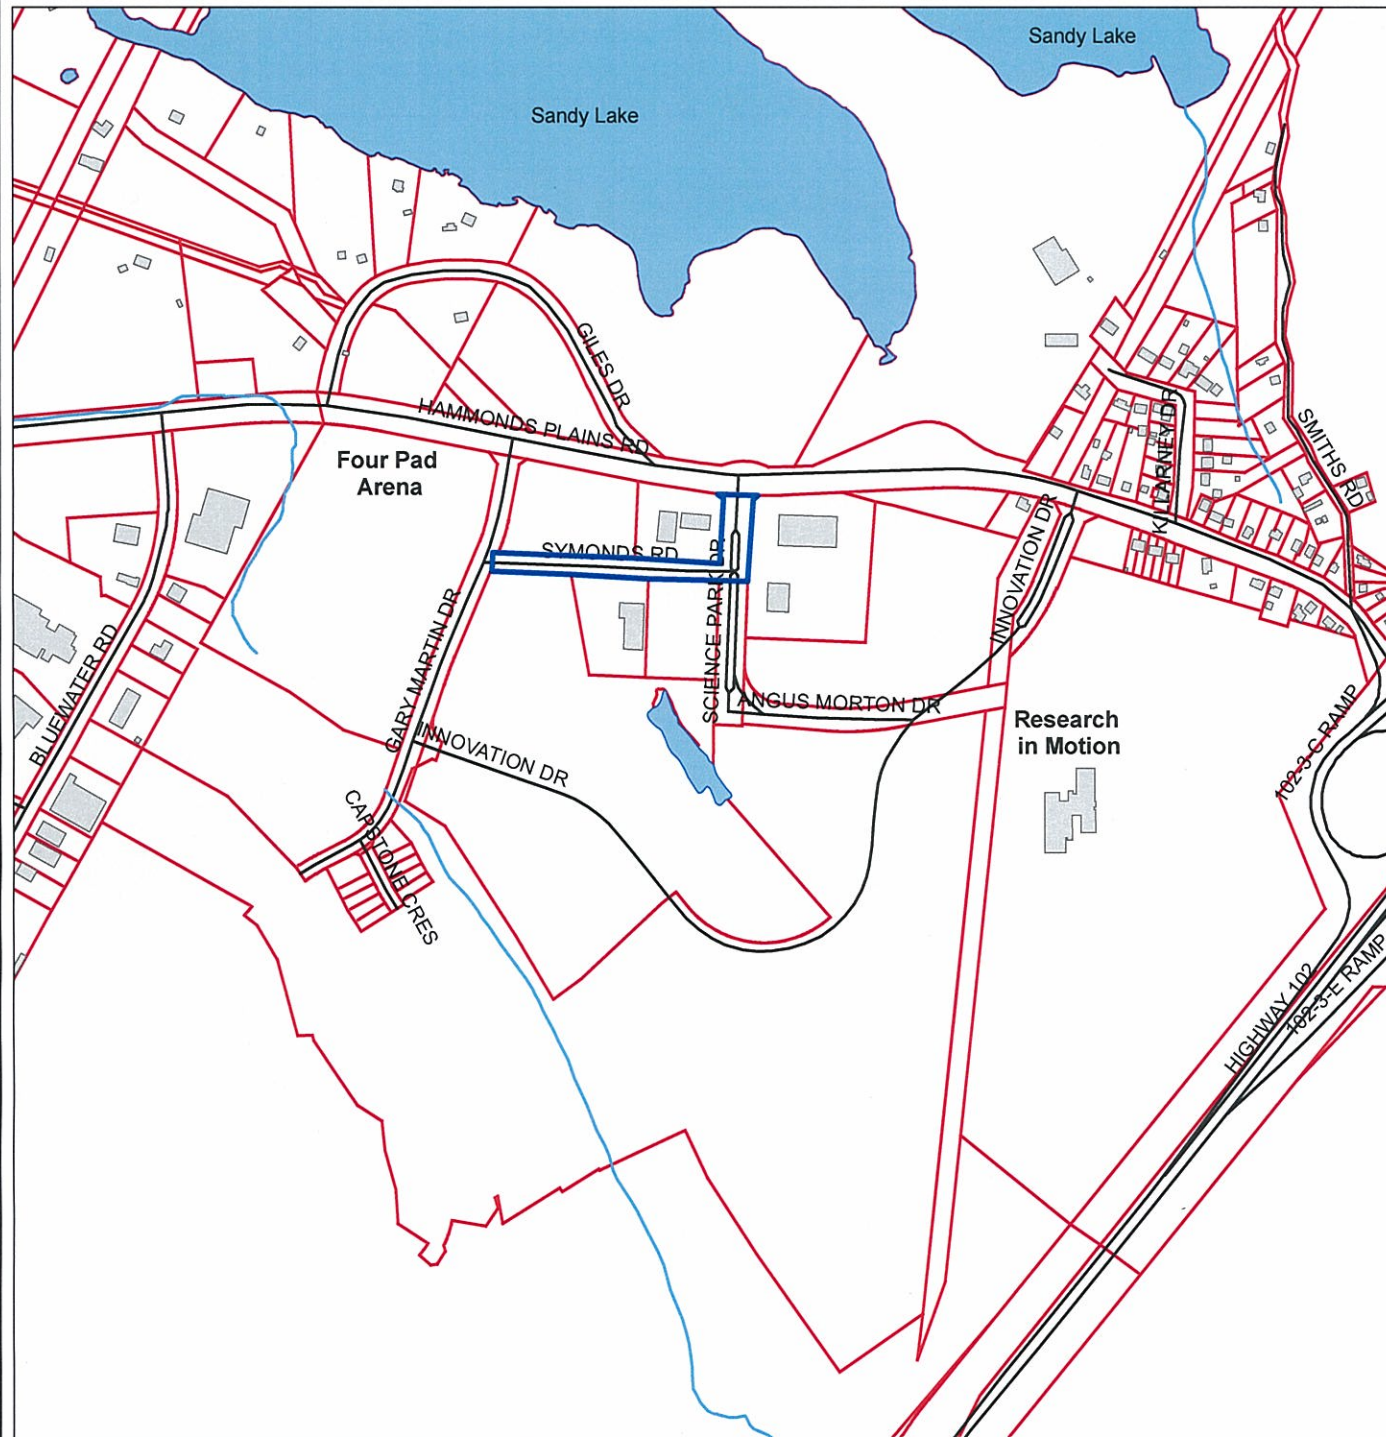 Sandy Lake
Sandy Lake
GILES DR
HAMMONDS PLAINS RD
KILLARNEY DR
SMITHS RD
Four Pad
Arena
SYMONDS RD
SCIENCE PARK DR
INNOVATION DR
GARY MARTIN DR
BLUEWATER RD
ANGUS MORTON DR
Research
in Motion
INNOVATION DR
102-3-C RAMP
CAPSTONE CRES
HIGHWAY 102
102-3-E RAMP